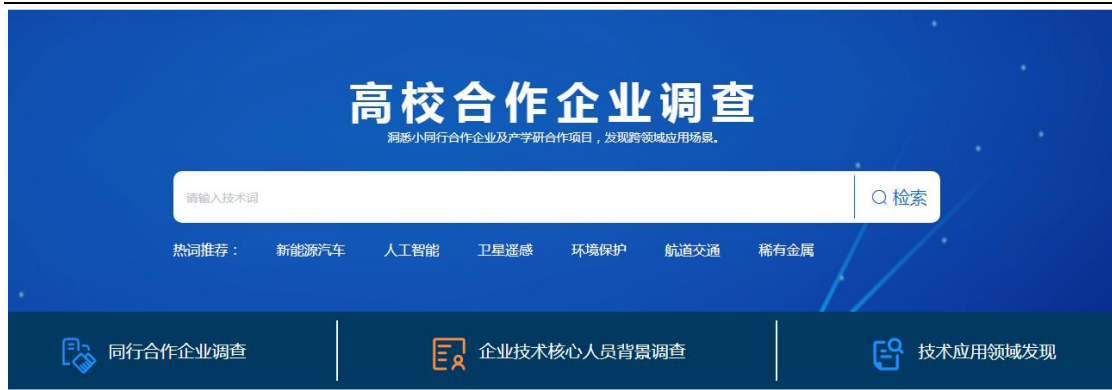 高校合作企业调查
洞悉小同行合作企业及产学研合作项目，发现跨领域应用场景。
请输入技术词
检索
热词推荐： 新能源汽车 人工智能 卫星遥感 环境保护 航道交通 稀有金属
同行合作企业调查 企业技术核心人员背景调查 技术应用领域发现